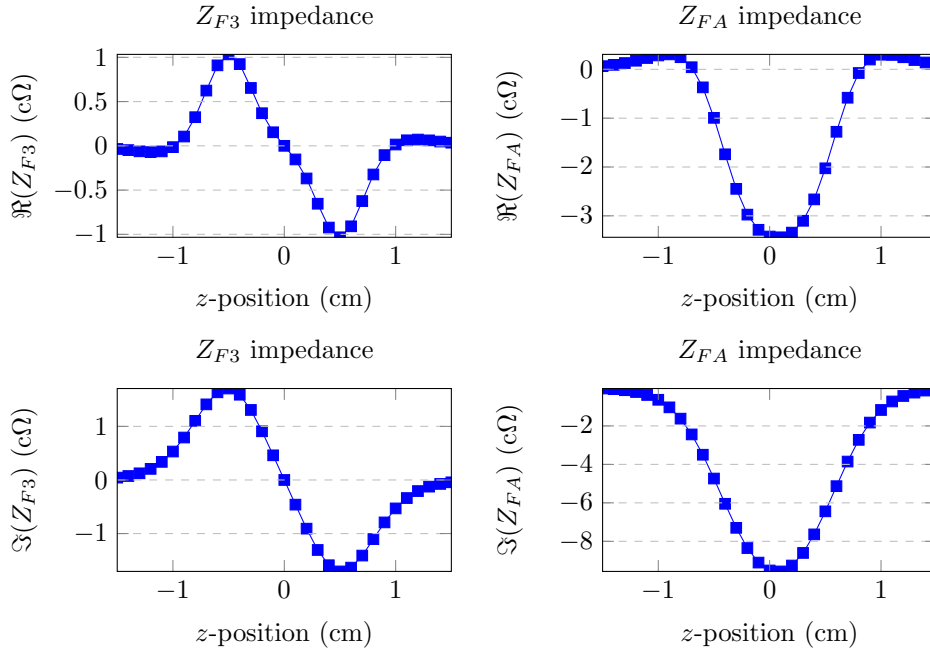 Z_{F3} impedance
Z_{FA} impedance
ℜ(Z_{F3}) (cΩ)
1
0.5
0
−0.5
−1
−1
0
1
z-position (cm)
ℜ(Z_{FA}) (cΩ)
0
−1
−2
−3
−1
0
1
z-position (cm)
Z_{F3} impedance
Z_{FA} impedance
ℑ(Z_{F3}) (cΩ)
1
0
−1
−1
0
1
z-position (cm)
ℑ(Z_{FA}) (cΩ)
−2
−4
−6
−8
−1
0
1
z-position (cm)